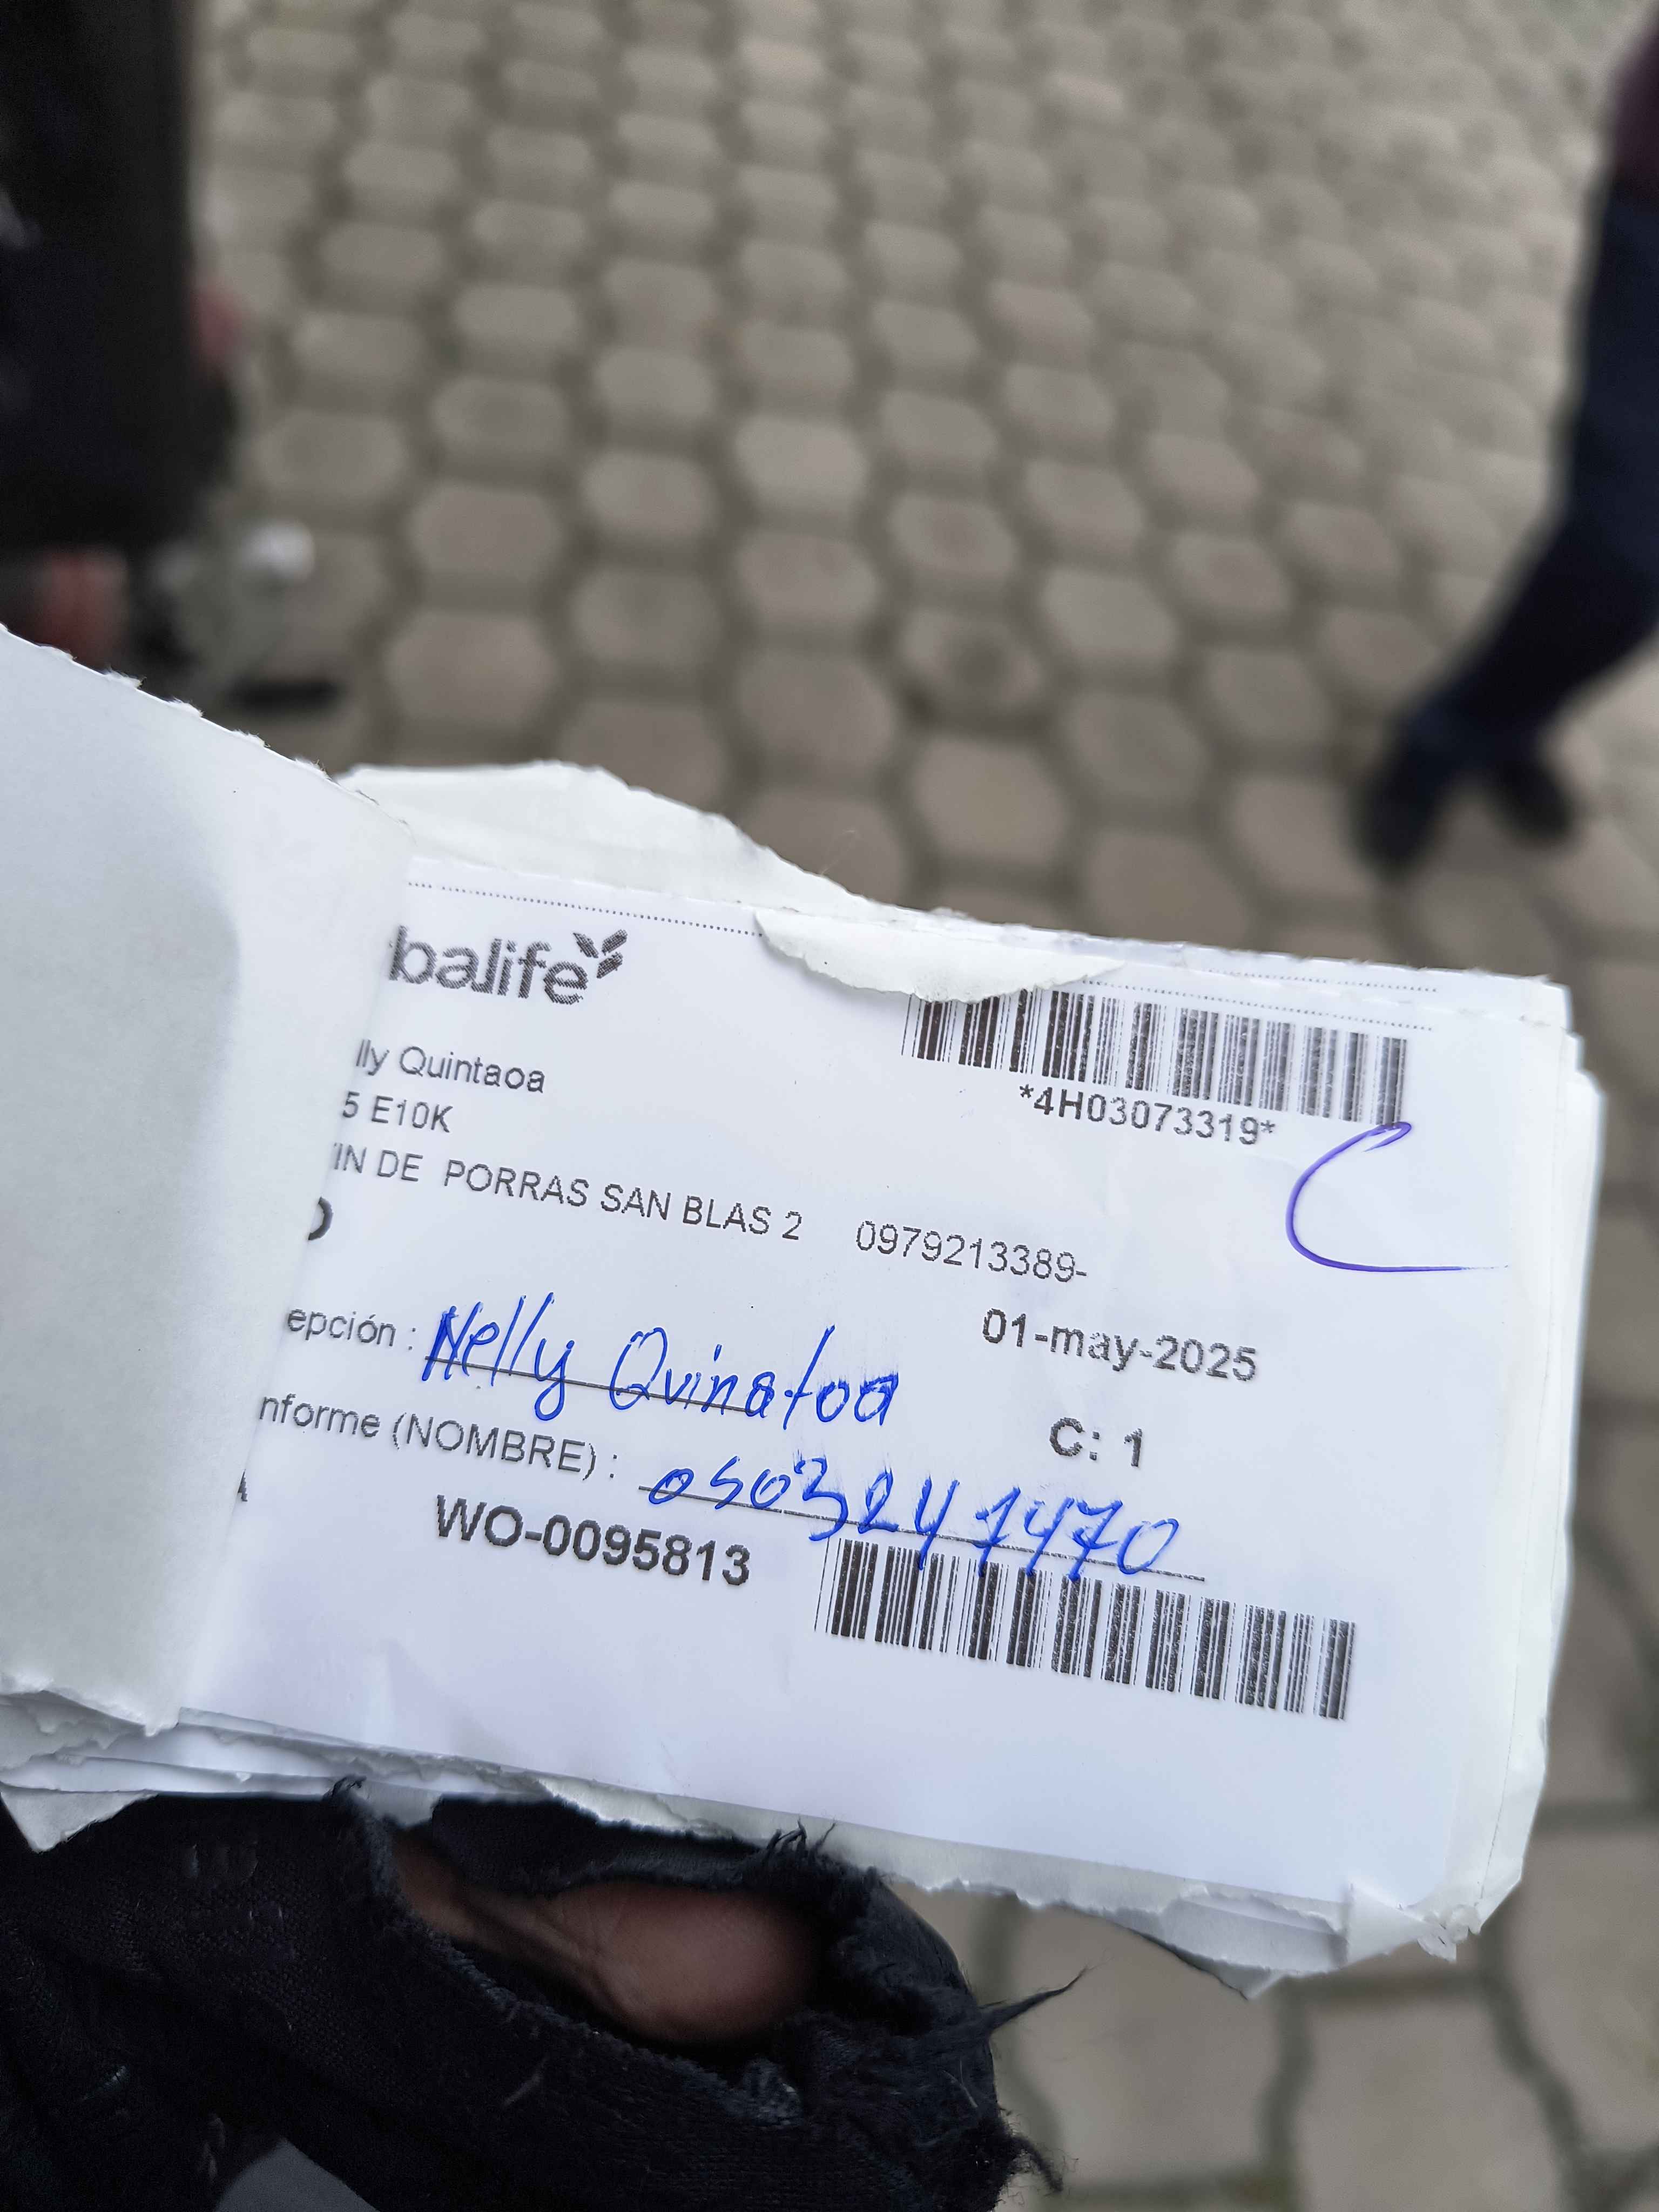 balife
*4H03073319*
lly Quintaoa
5 E10K
IN DE PORRAS SAN BLAS 2 0979213389-
O
01-may-2025
epción : Nelly Quinatoa
C: 1
nforme (NOMBRE) : 0503241470
WO-0095813